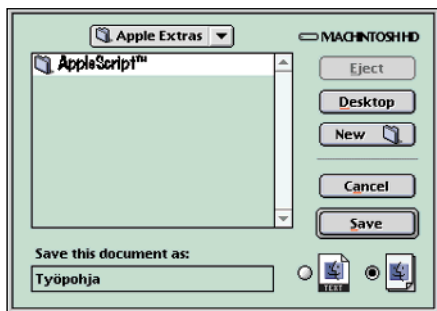 Apple Extras
MACHINTOSH HD
AppleScript™
Eject
Desktop
New
Cancel
Save
Save this document as:
Työpohja
TEXT